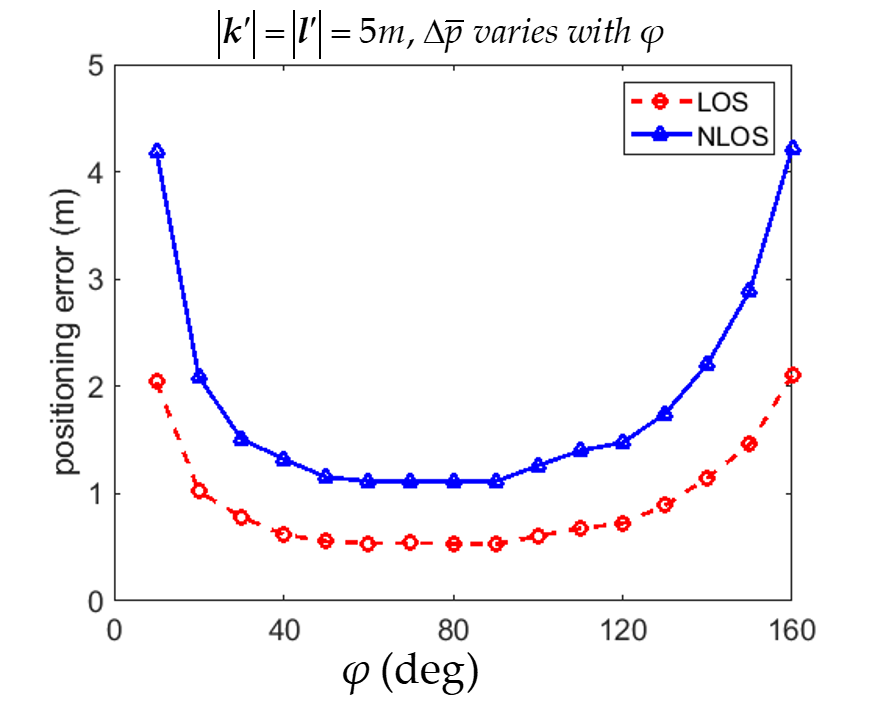 |k′| = |l′| = 5m, Δp̅ varies with φ
5
4
3
2
1
0
positioning error (m)
LOS
NLOS
0 40 80 120 160
φ (deg)